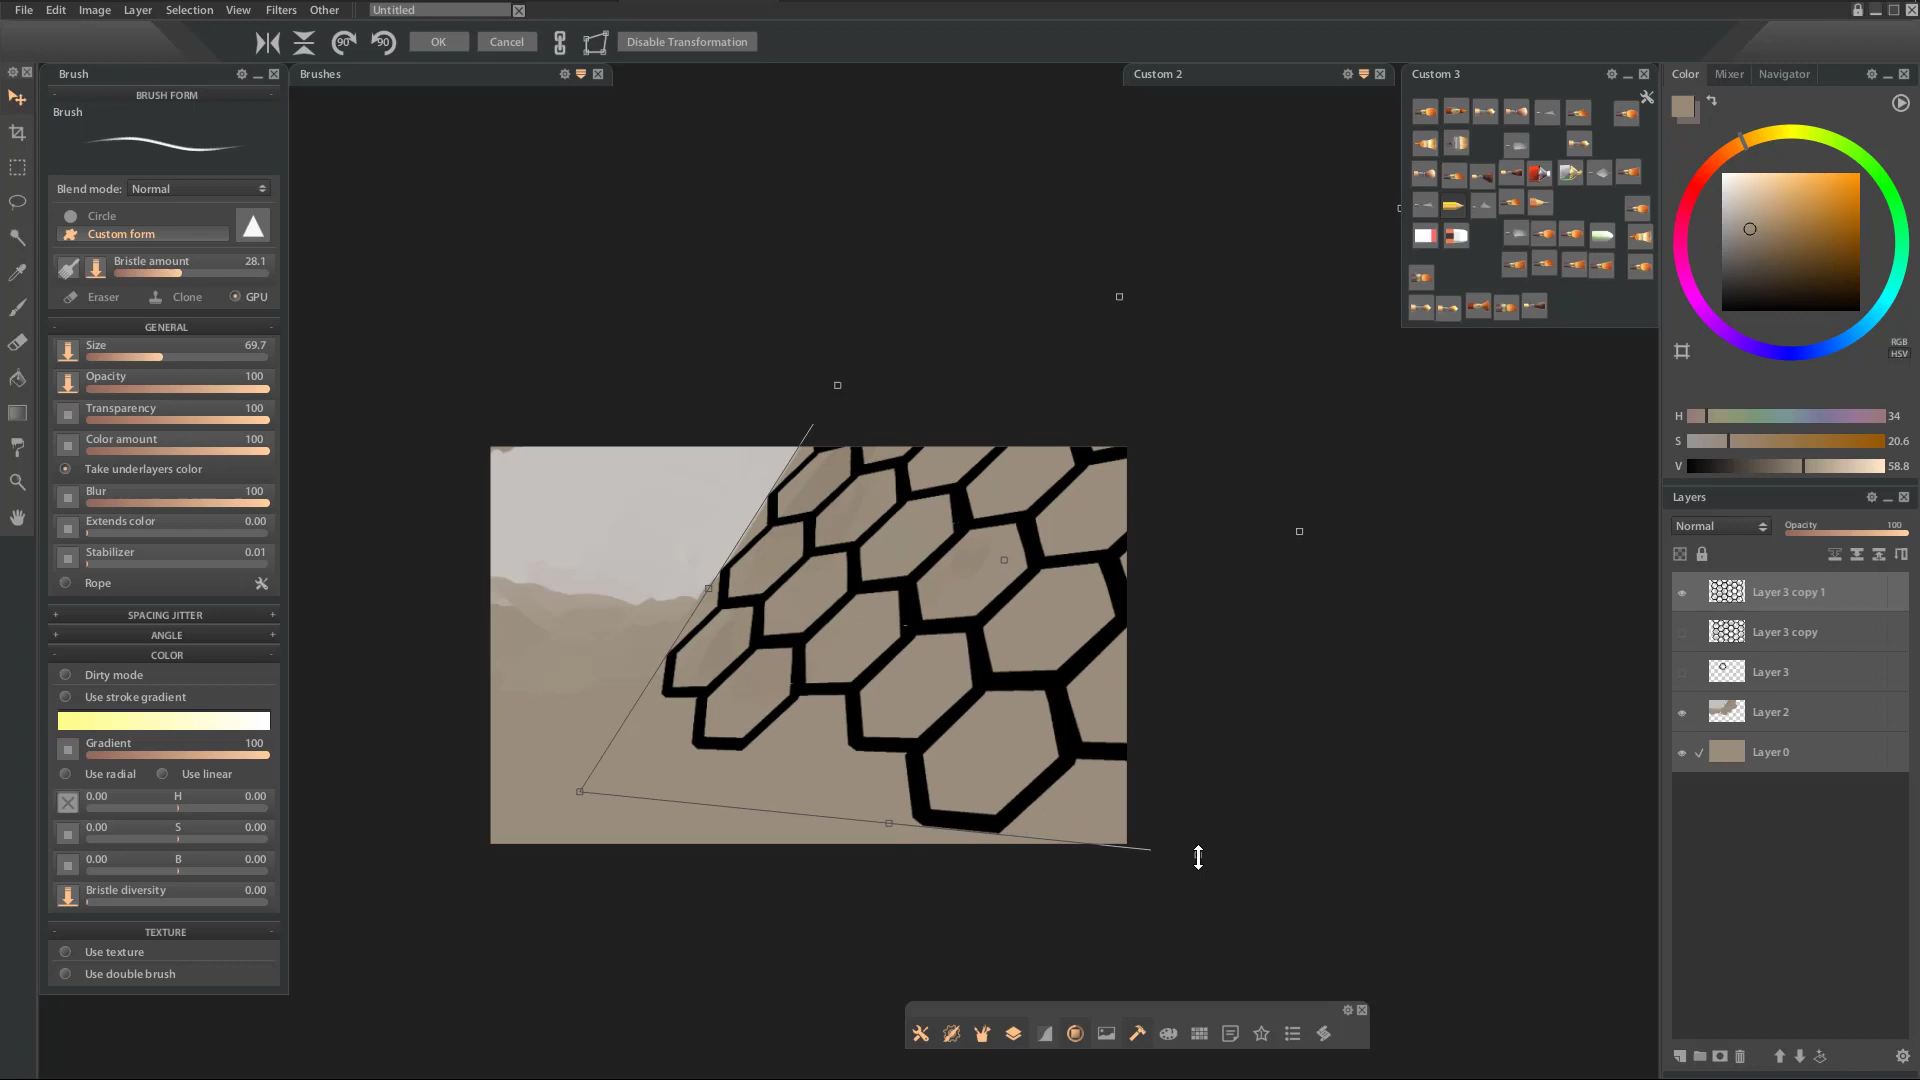 File Edit Image Layer Selection View Filters Other Untitled
90° 90° OK Cancel Disable Transformation
Brush
BRUSH FORM
Brush
Blend mode: Normal
Circle
Custom form
Bristle amount 28.1
Eraser Clone GPU
GENERAL
Size 69.7
Opacity 100
Transparency 100
Color amount 100
Take underlayers color
Blur 100
Extends color 0.00
Stabilizer 0.01
Rope
SPACING JITTER
ANGLE
COLOR
Dirty mode
Use stroke gradient
Gradient 100
Use radial Use linear
0.00 H 0.00
0.00 S 0.00
0.00 B 0.00
Bristle diversity 0.00
TEXTURE
Use texture
Use double brush
Brushes
Custom 2
Custom 3
Color Mixer Navigator
RGB
HSV
H 34
S 20.6
V 58.8
Layers
Normal Opacity 100
Layer 3 copy 1
Layer 3 copy
Layer 3
Layer 2
Layer 0